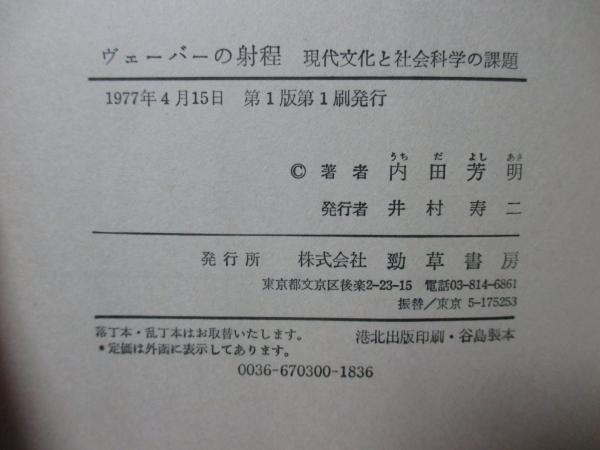 ヴェーバーの射程 現代文化と社会科学の課題
1977年4月15日 第1版第1刷発行
うち だ よし あき
© 著者 内田芳明
発行者 井村寿二
発行所 株式会社 勁草書房
東京都文京区後楽2-23-15 電話03-814-6861
振替/東京 5-175253
落丁本・乱丁本はお取替いたします。 港北出版印刷・谷島製本
*定価は外函に表示してあります。
0036-670300-1836